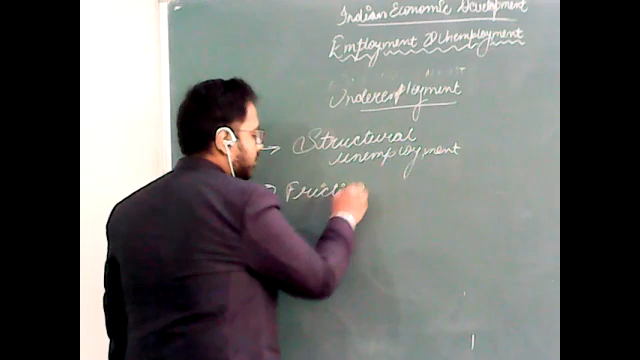 Indian Economic Development
Employment & Unemployment
Underemployment
→ Structural
unemployment
Fricti